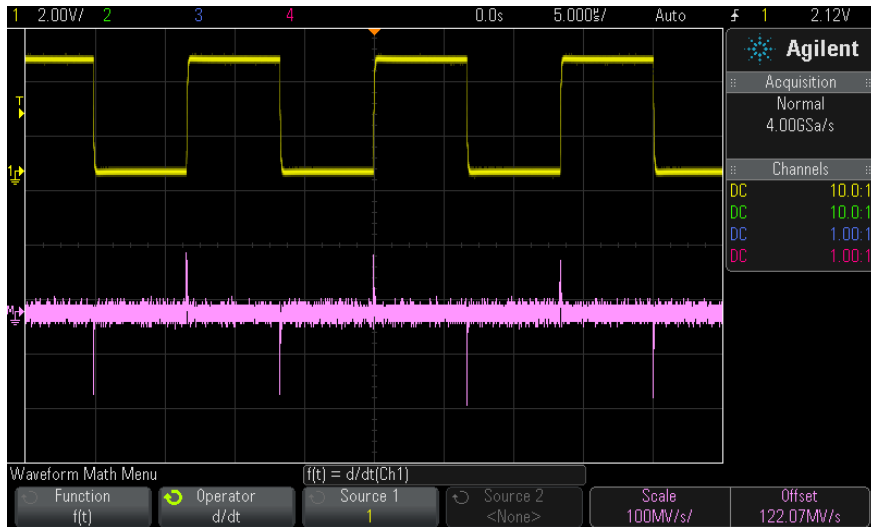 1 2.00V/ 2 3 4 0.0s 5.000µs/ Auto 1 2.12V
Agilent
Acquisition
Normal
4.00GSa/s
Channels
DC 10.0:1
DC 10.0:1
DC 1.00:1
DC 1.00:1
T
1
M
Waveform Math Menu
f(t) = d/dt(Ch1)
Function
f(t)
Operator
d/dt
Source 1
1
Source 2
<None>
Scale
100MV/s/
Offset
122.07MV/s